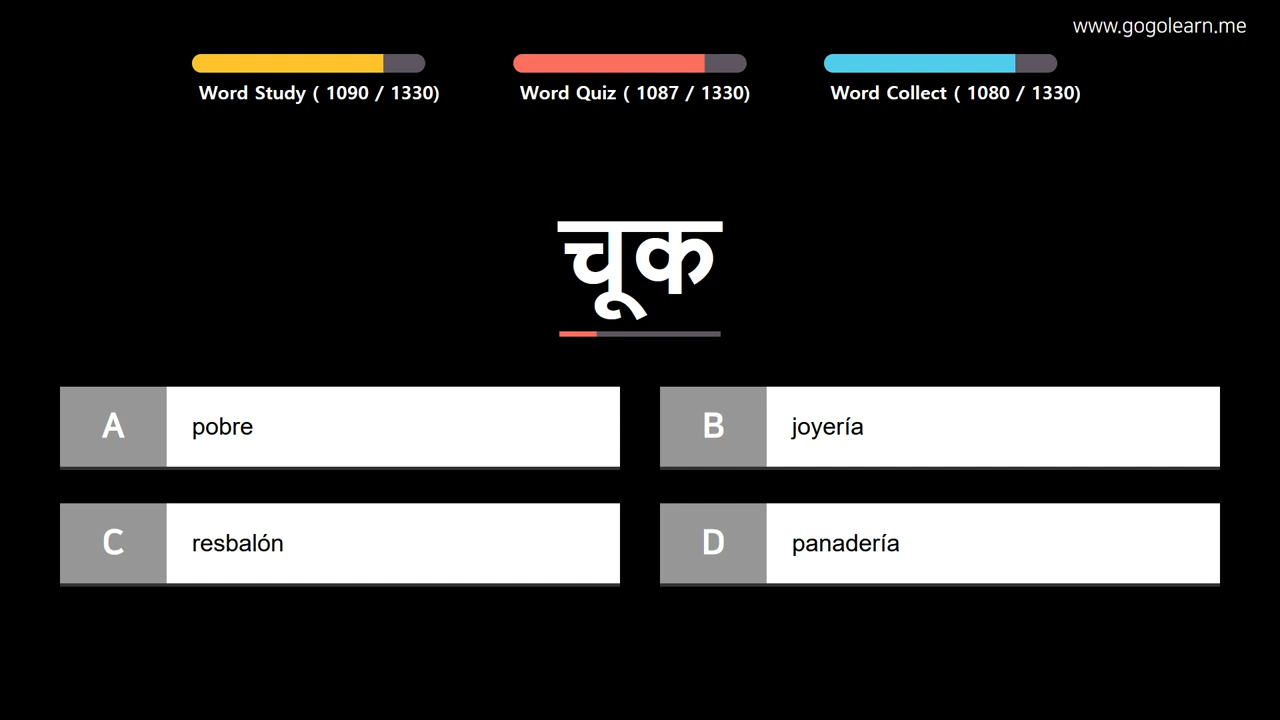 www.gogolearn.me
Word Study ( 1090 / 1330)
Word Quiz ( 1087 / 1330)
Word Collect ( 1080 / 1330)
चूक
A pobre
B joyería
C resbalón
D panadería